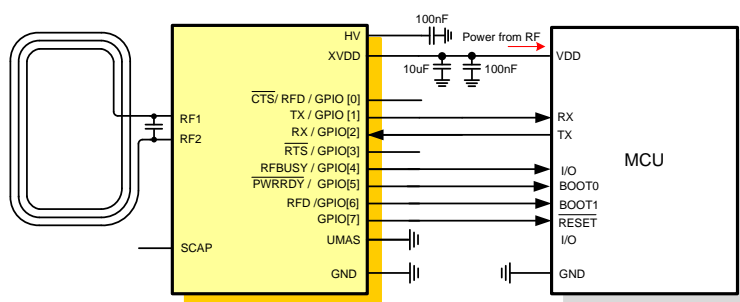 100nF
HV
Power from RF
XVDD
VDD
10uF
100nF
CTS/ RFD / GPIO [0]
TX / GPIO [1]
RX
RF1
RX / GPIO[2]
TX
RF2
RTS / GPIO[3]
MCU
RFBUSY / GPIO[4]
I/O
PWRRDY / GPIO[5]
BOOT0
RFD /GPIO[6]
BOOT1
GPIO[7]
RESET
UMAS
I/O
SCAP
GND
GND